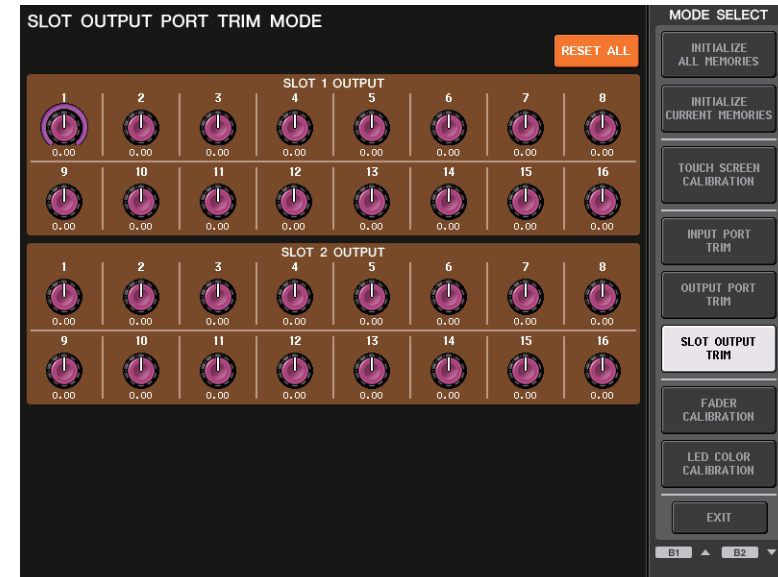 SLOT OUTPUT PORT TRIM MODE
RESET ALL
SLOT 1 OUTPUT
1 2 3 4 5 6 7 8
0.00 0.00 0.00 0.00 0.00 0.00 0.00 0.00
9 10 11 12 13 14 15 16
0.00 0.00 0.00 0.00 0.00 0.00 0.00 0.00
SLOT 2 OUTPUT
1 2 3 4 5 6 7 8
0.00 0.00 0.00 0.00 0.00 0.00 0.00 0.00
9 10 11 12 13 14 15 16
0.00 0.00 0.00 0.00 0.00 0.00 0.00 0.00
MODE SELECT
INITIALIZE
ALL MEMORIES
INITIALIZE
CURRENT MEMORIES
TOUCH SCREEN
CALIBRATION
INPUT PORT
TRIM
OUTPUT PORT
TRIM
SLOT OUTPUT
TRIM
FADER
CALIBRATION
LED COLOR
CALIBRATION
EXIT
B1 ▲ B2 ▼